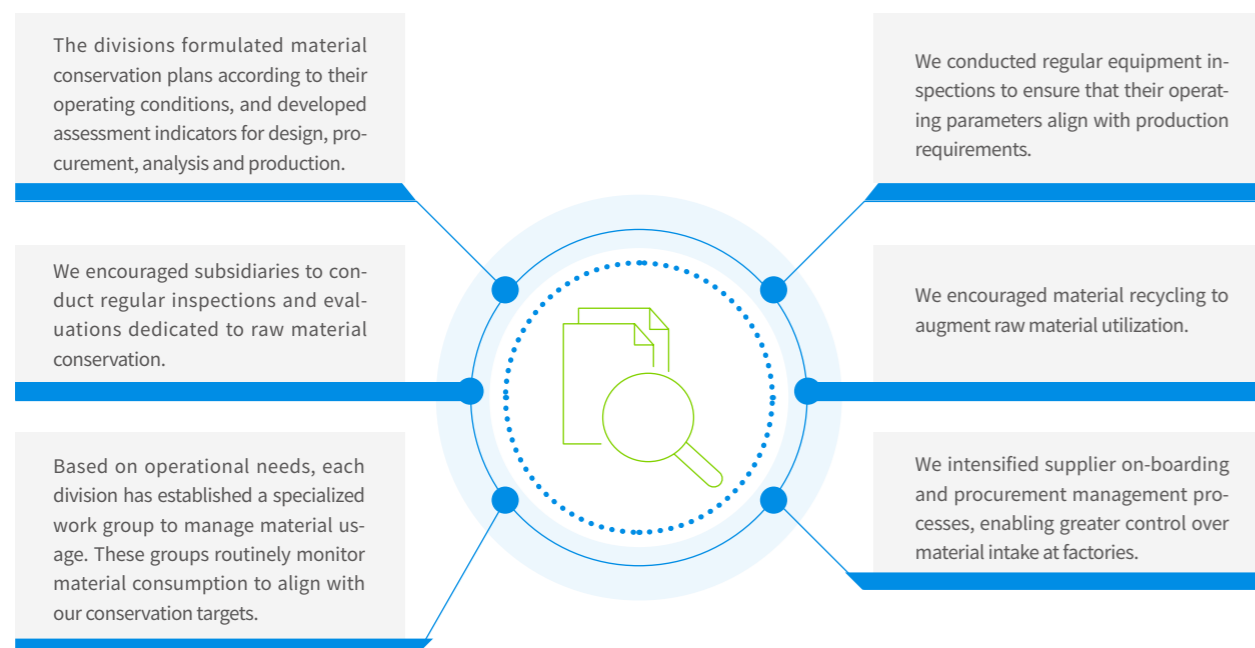 The divisions formulated material
conservation plans according to their
operating conditions, and developed
assessment indicators for design, pro-
curement, analysis and production.
We encouraged subsidiaries to con-
duct regular inspections and eval-
uations dedicated to raw material
conservation.
Based on operational needs, each
division has established a specialized
work group to manage material us-
age. These groups routinely monitor
material consumption to align with
our conservation targets.
We conducted regular equipment in-
spections to ensure that their operat-
ing parameters align with production
requirements.
We encouraged material recycling to
augment raw material utilization.
We intensified supplier on-boarding
and procurement management pro-
cesses, enabling greater control over
material intake at factories.